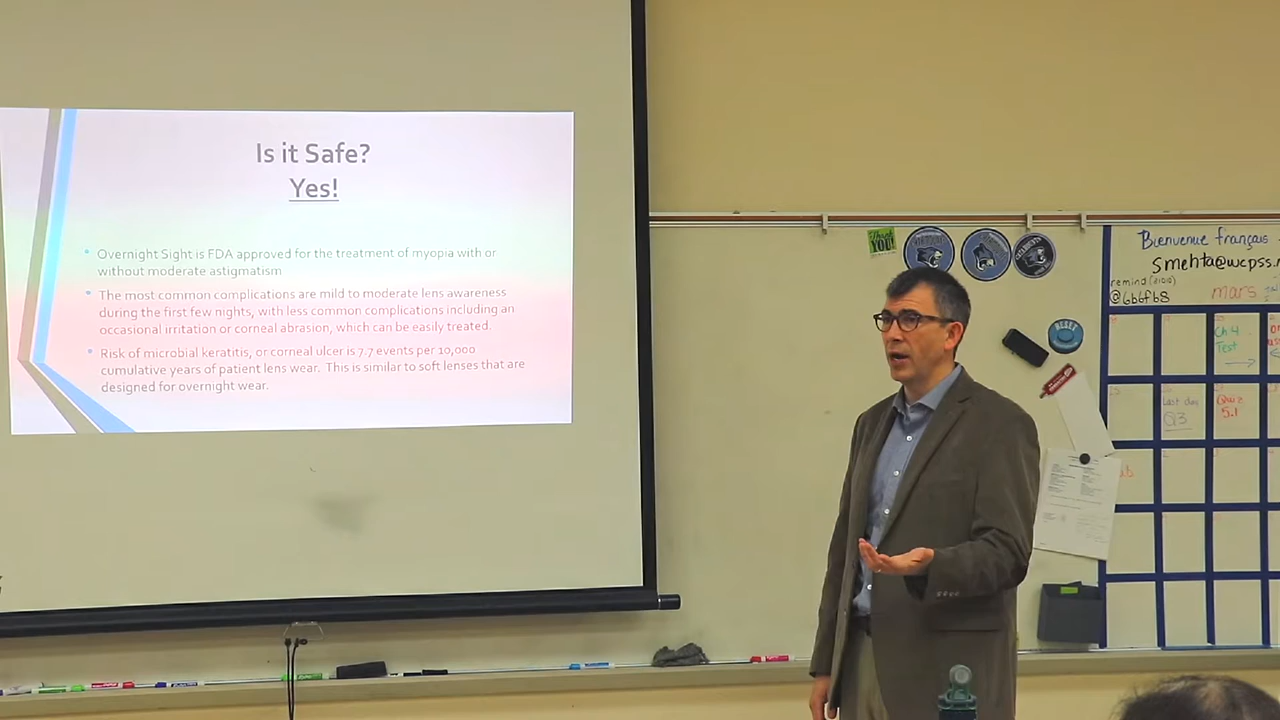 Is it Safe?
Yes!
Overnight Sight is FDA approved for the treatment of myopia with or
without moderate astigmatism
The most common complications are mild to moderate lens awareness
during the first few nights, with less common complications including an
occasional irritation or corneal abrasion, which can be easily treated.
Risk of microbial keratitis, or corneal ulcer is 7.7 events per 10,000
cumulative years of patient lens wear. This is similar to soft lenses that are
designed for overnight wear.
Thank
YOU!
RESET
Bienvenue français
smehta@wcpss.
remind
@6b6f68
mars
Ch.4
Test
Last day
Q3
Quiz
5.1